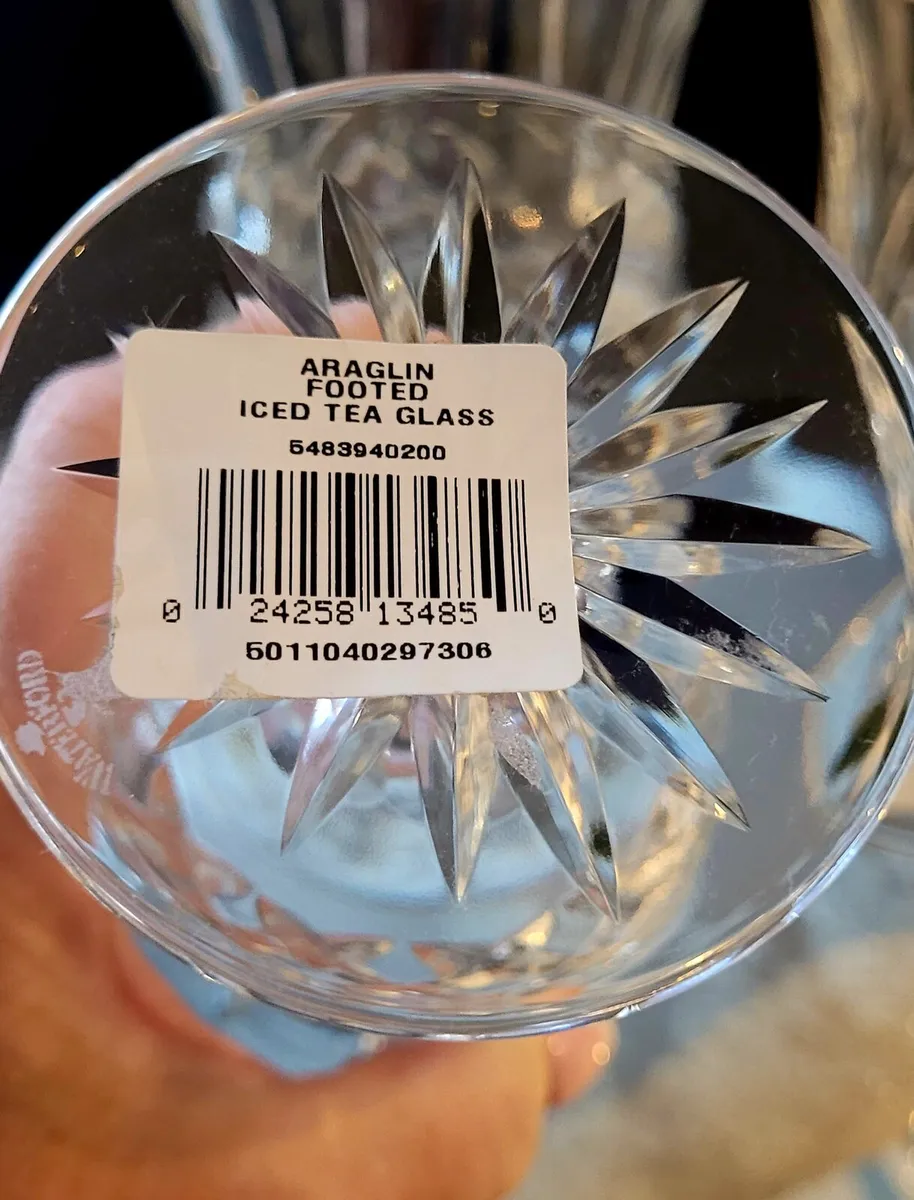 ARAGLIN
FOOTED
ICED TEA GLASS
5483940200
0 24258 13485 0
5011040297306
WATERFORD